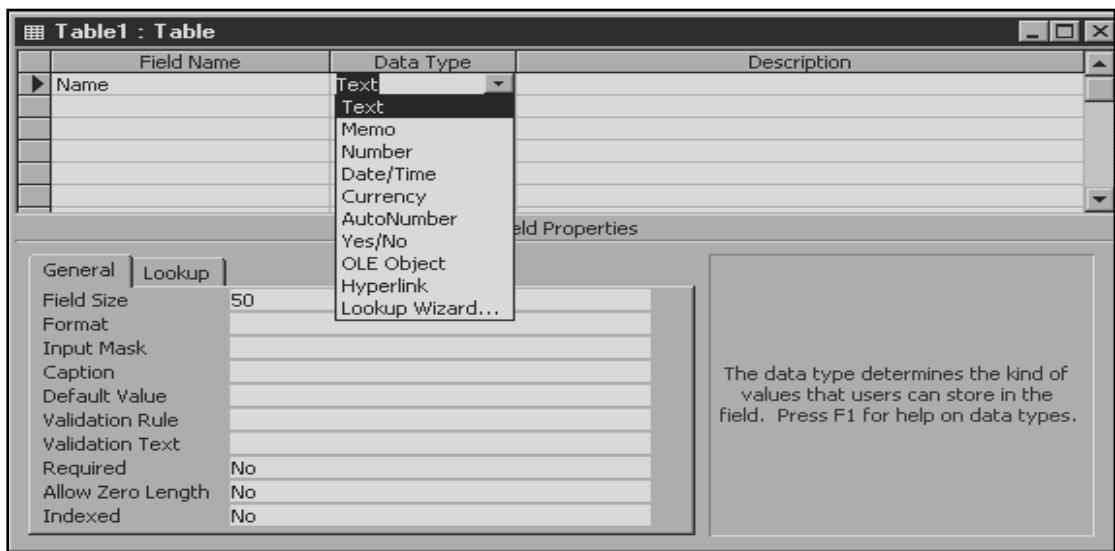 Table1 : Table
Field Name Data Type Description
Name Text
Text
Memo
Number
Date/Time
Currency
AutoNumber
Yes/No
OLE Object
Hyperlink
Lookup Wizard...
eld Properties
General Lookup
Field Size 50
Format
Input Mask
Caption
Default Value
Validation Rule
Validation Text
Required No
Allow Zero Length No
Indexed No
The data type determines the kind of
values that users can store in the
field. Press F1 for help on data types.